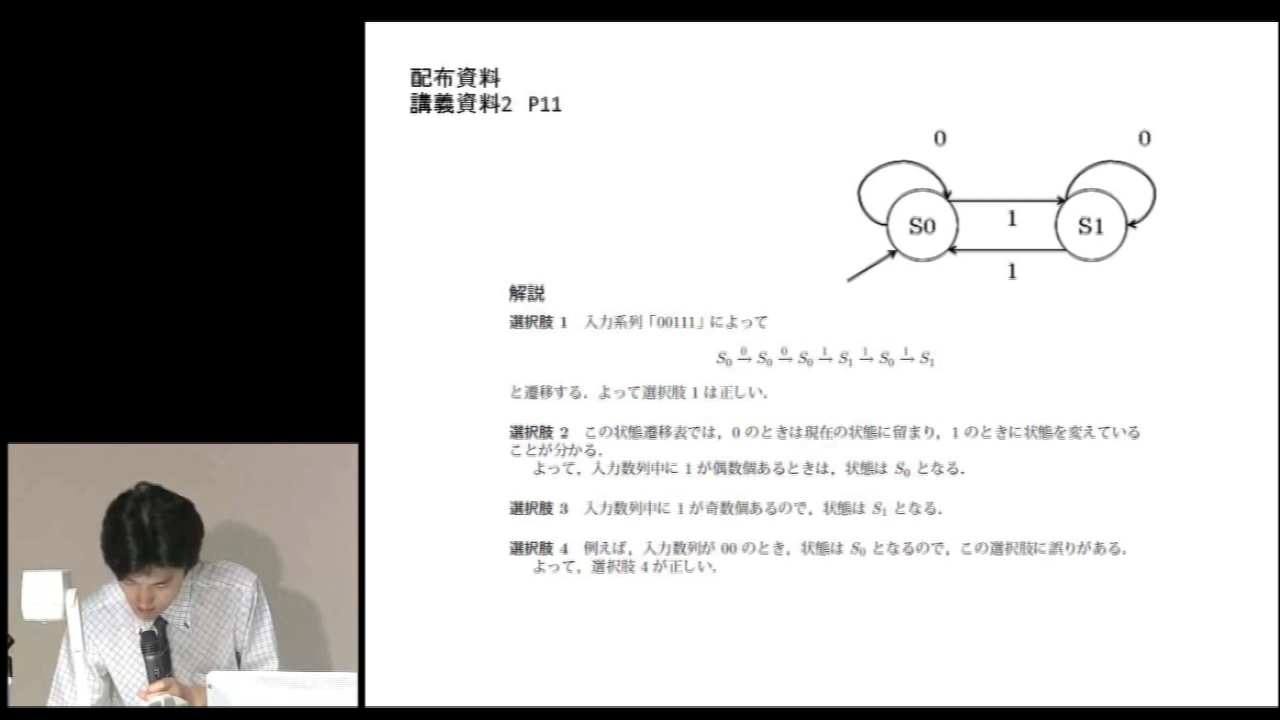 配布資料
講義資料2 P11
0 0
S0 1 S1
1
解説
選択肢 1 入力系列「00111」によって
S₀ →⁰ S₀ →⁰ S₀ →¹ S₁ →¹ S₀ →¹ S₁
と遷移する．よって選択肢 1 は正しい．
選択肢 2 この状態遷移表では，0 のときは現在の状態に留まり，1 のときに状態を変えている
ことが分かる．
よって，入力数列中に 1 が偶数個あるときは，状態は S₀ となる．
選択肢 3 入力数列中に 1 が奇数個あるので，状態は S₁ となる．
選択肢 4 例えば，入力数列が 00 のとき，状態は S₀ となるので，この選択肢に誤りがある．
よって，選択肢 4 が正しい．